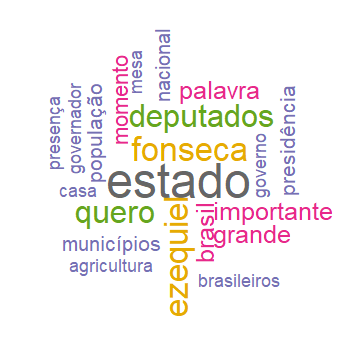 nacional
mesa
momento
palavra
governador
população
presença
deputados
presidência
fonseca
governo
estado
casa
quero
ezequiel
brasil
importante
grande
municípios
agricultura
brasileiros